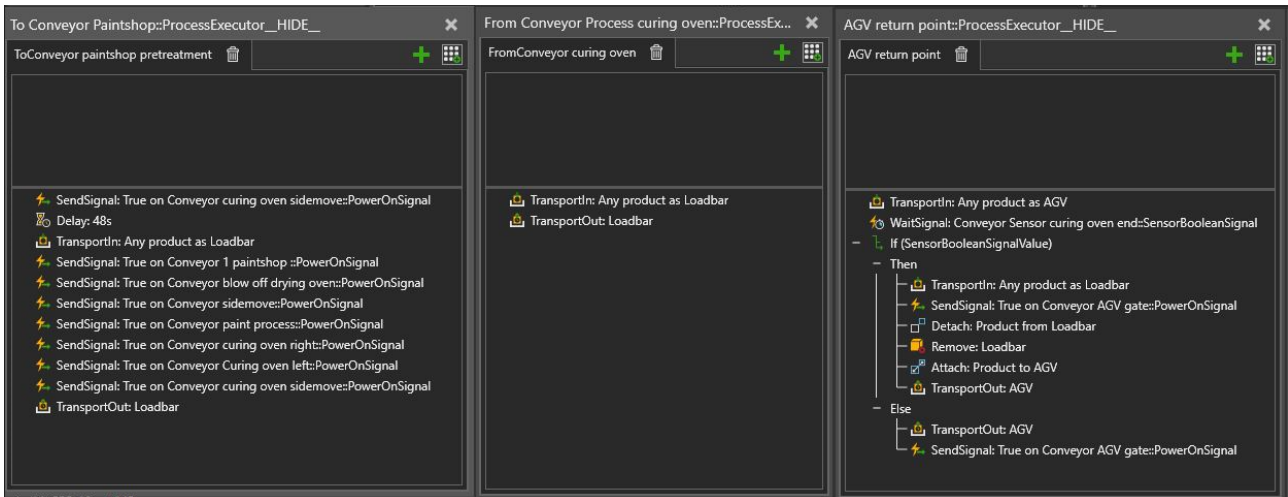 To Conveyor Paintshop::ProcessExecutor__HIDE__
ToConveyor paintshop pretreatment
SendSignal: True on Conveyor curing oven sidemove::PowerOnSignal
Delay: 48s
TransportIn: Any product as Loadbar
SendSignal: True on Conveyor 1 paintshop ::PowerOnSignal
SendSignal: True on Conveyor blow off drying oven::PowerOnSignal
SendSignal: True on Conveyor sidemove::PowerOnSignal
SendSignal: True on Conveyor paint process::PowerOnSignal
SendSignal: True on Conveyor curing oven right::PowerOnSignal
SendSignal: True on Conveyor Curing oven left::PowerOnSignal
SendSignal: True on Conveyor curing oven sidemove::PowerOnSignal
TransportOut: Loadbar
From Conveyor Process curing oven::ProcessEx...
FromConveyor curing oven
TransportIn: Any product as Loadbar
TransportOut: Loadbar
AGV return point::ProcessExecutor__HIDE__
AGV return point
TransportIn: Any product as AGV
WaitSignal: Conveyor Sensor curing oven end::SensorBooleanSignal
If (SensorBooleanSignalValue)
Then
TransportIn: Any product as Loadbar
SendSignal: True on Conveyor AGV gate::PowerOnSignal
Detach: Product from Loadbar
Remove: Loadbar
Attach: Product to AGV
TransportOut: AGV
Else
TransportOut: AGV
SendSignal: True on Conveyor AGV gate::PowerOnSignal